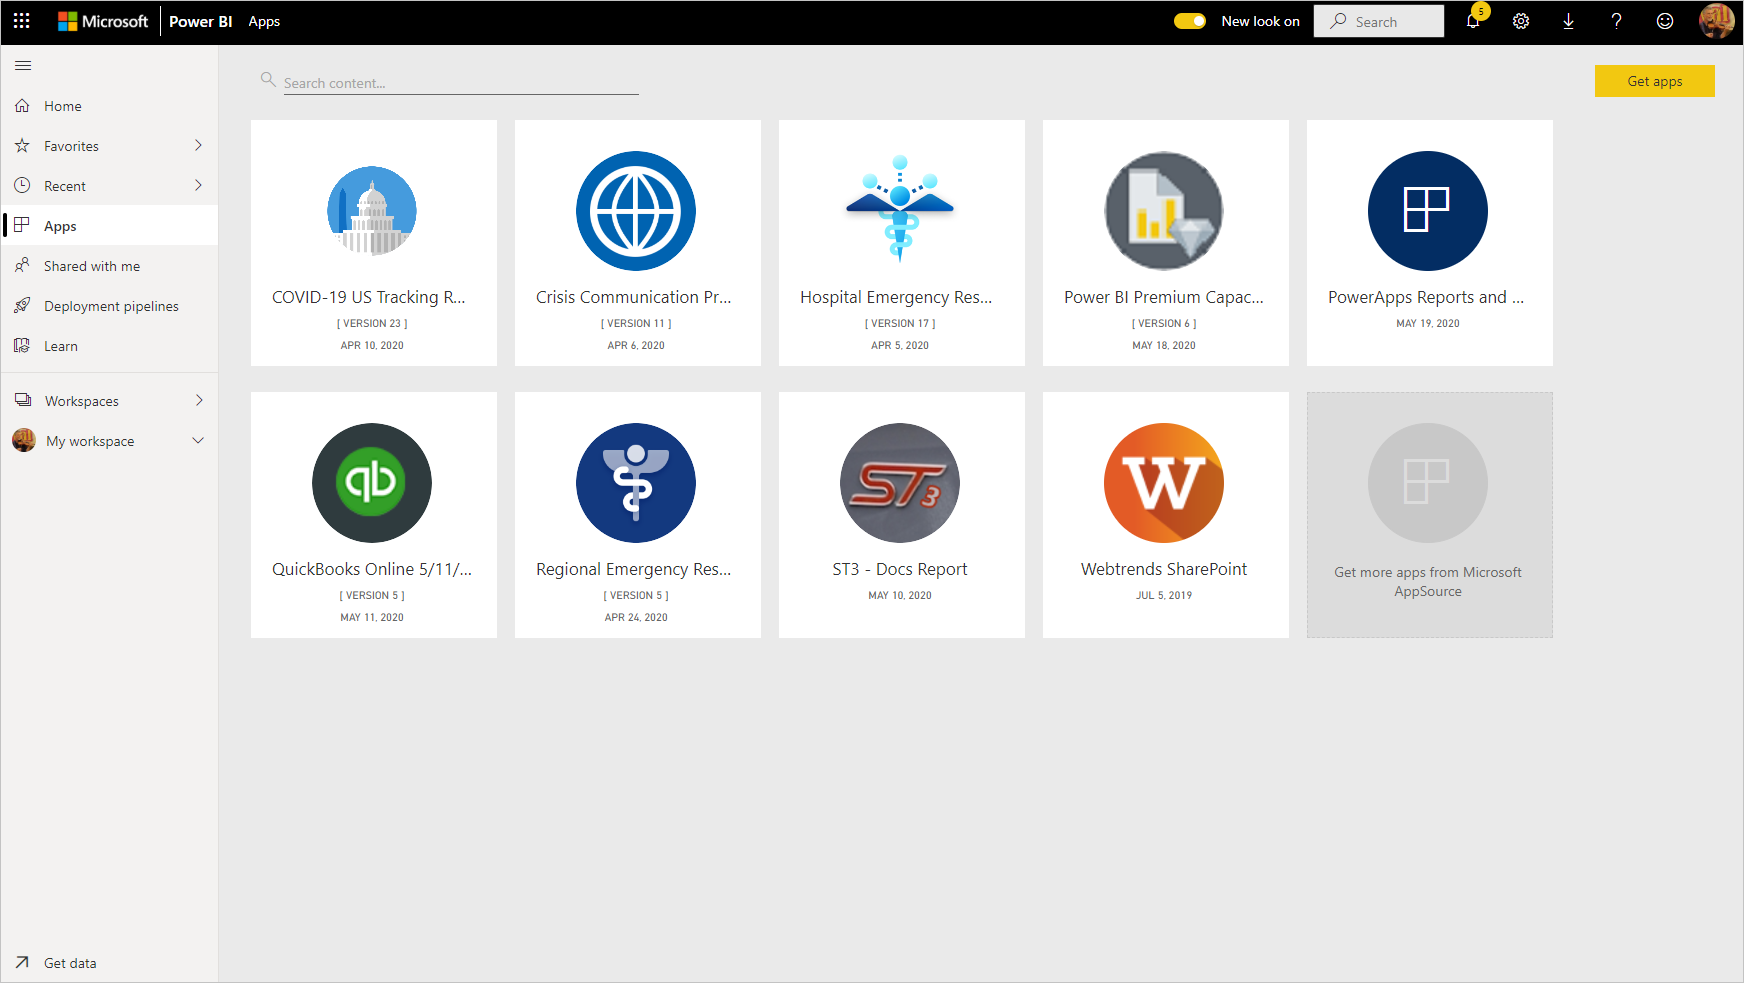 Microsoft Power BI Apps New look on Search 5
Search content...
Get apps
Home
Favorites
Recent
Apps
Shared with me
Deployment pipelines
Learn
Workspaces
My workspace
Get data
COVID-19 US Tracking R...
[ VERSION 23 ]
APR 10, 2020
Crisis Communication Pr...
[ VERSION 11 ]
APR 6, 2020
Hospital Emergency Res...
[ VERSION 17 ]
APR 5, 2020
Power BI Premium Capac...
[ VERSION 6 ]
MAY 18, 2020
PowerApps Reports and ...
MAY 19, 2020
qb
QuickBooks Online 5/11/...
[ VERSION 5 ]
MAY 11, 2020
Regional Emergency Res...
[ VERSION 5 ]
APR 24, 2020
ST3
ST3 - Docs Report
MAY 10, 2020
W
Webtrends SharePoint
JUL 5, 2019
Get more apps from Microsoft
AppSource